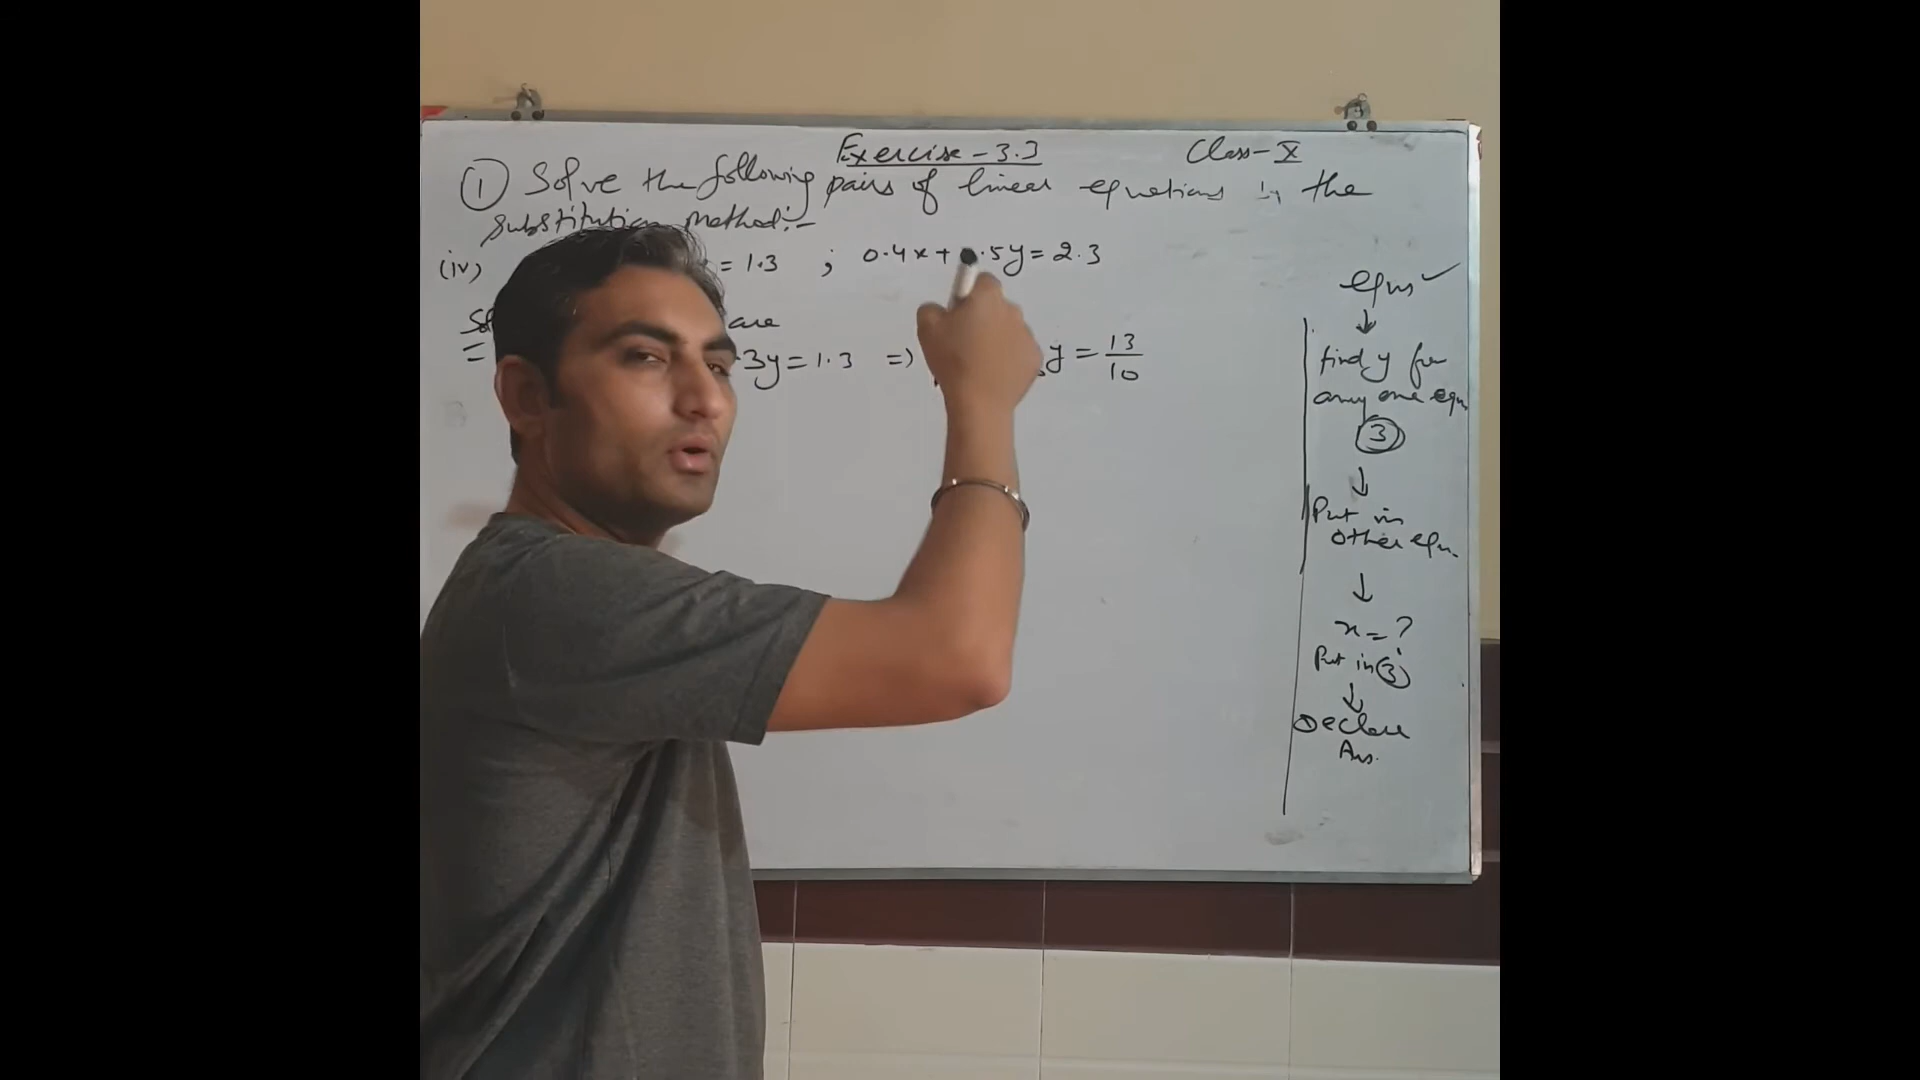 Exercise-3.3
Class-X
① Solve the following pairs of linear equations by the
substitution method:-
(iv) = 1.3 ; 0.4x + .5y = 2.3
are
3y = 1.3 => y = 13/10
eqns ✓
↓
find y from
any one eqn
③
↓
Put in
other eqn.
↓
x = ?
Put in ③
↓
Declare
Ans.